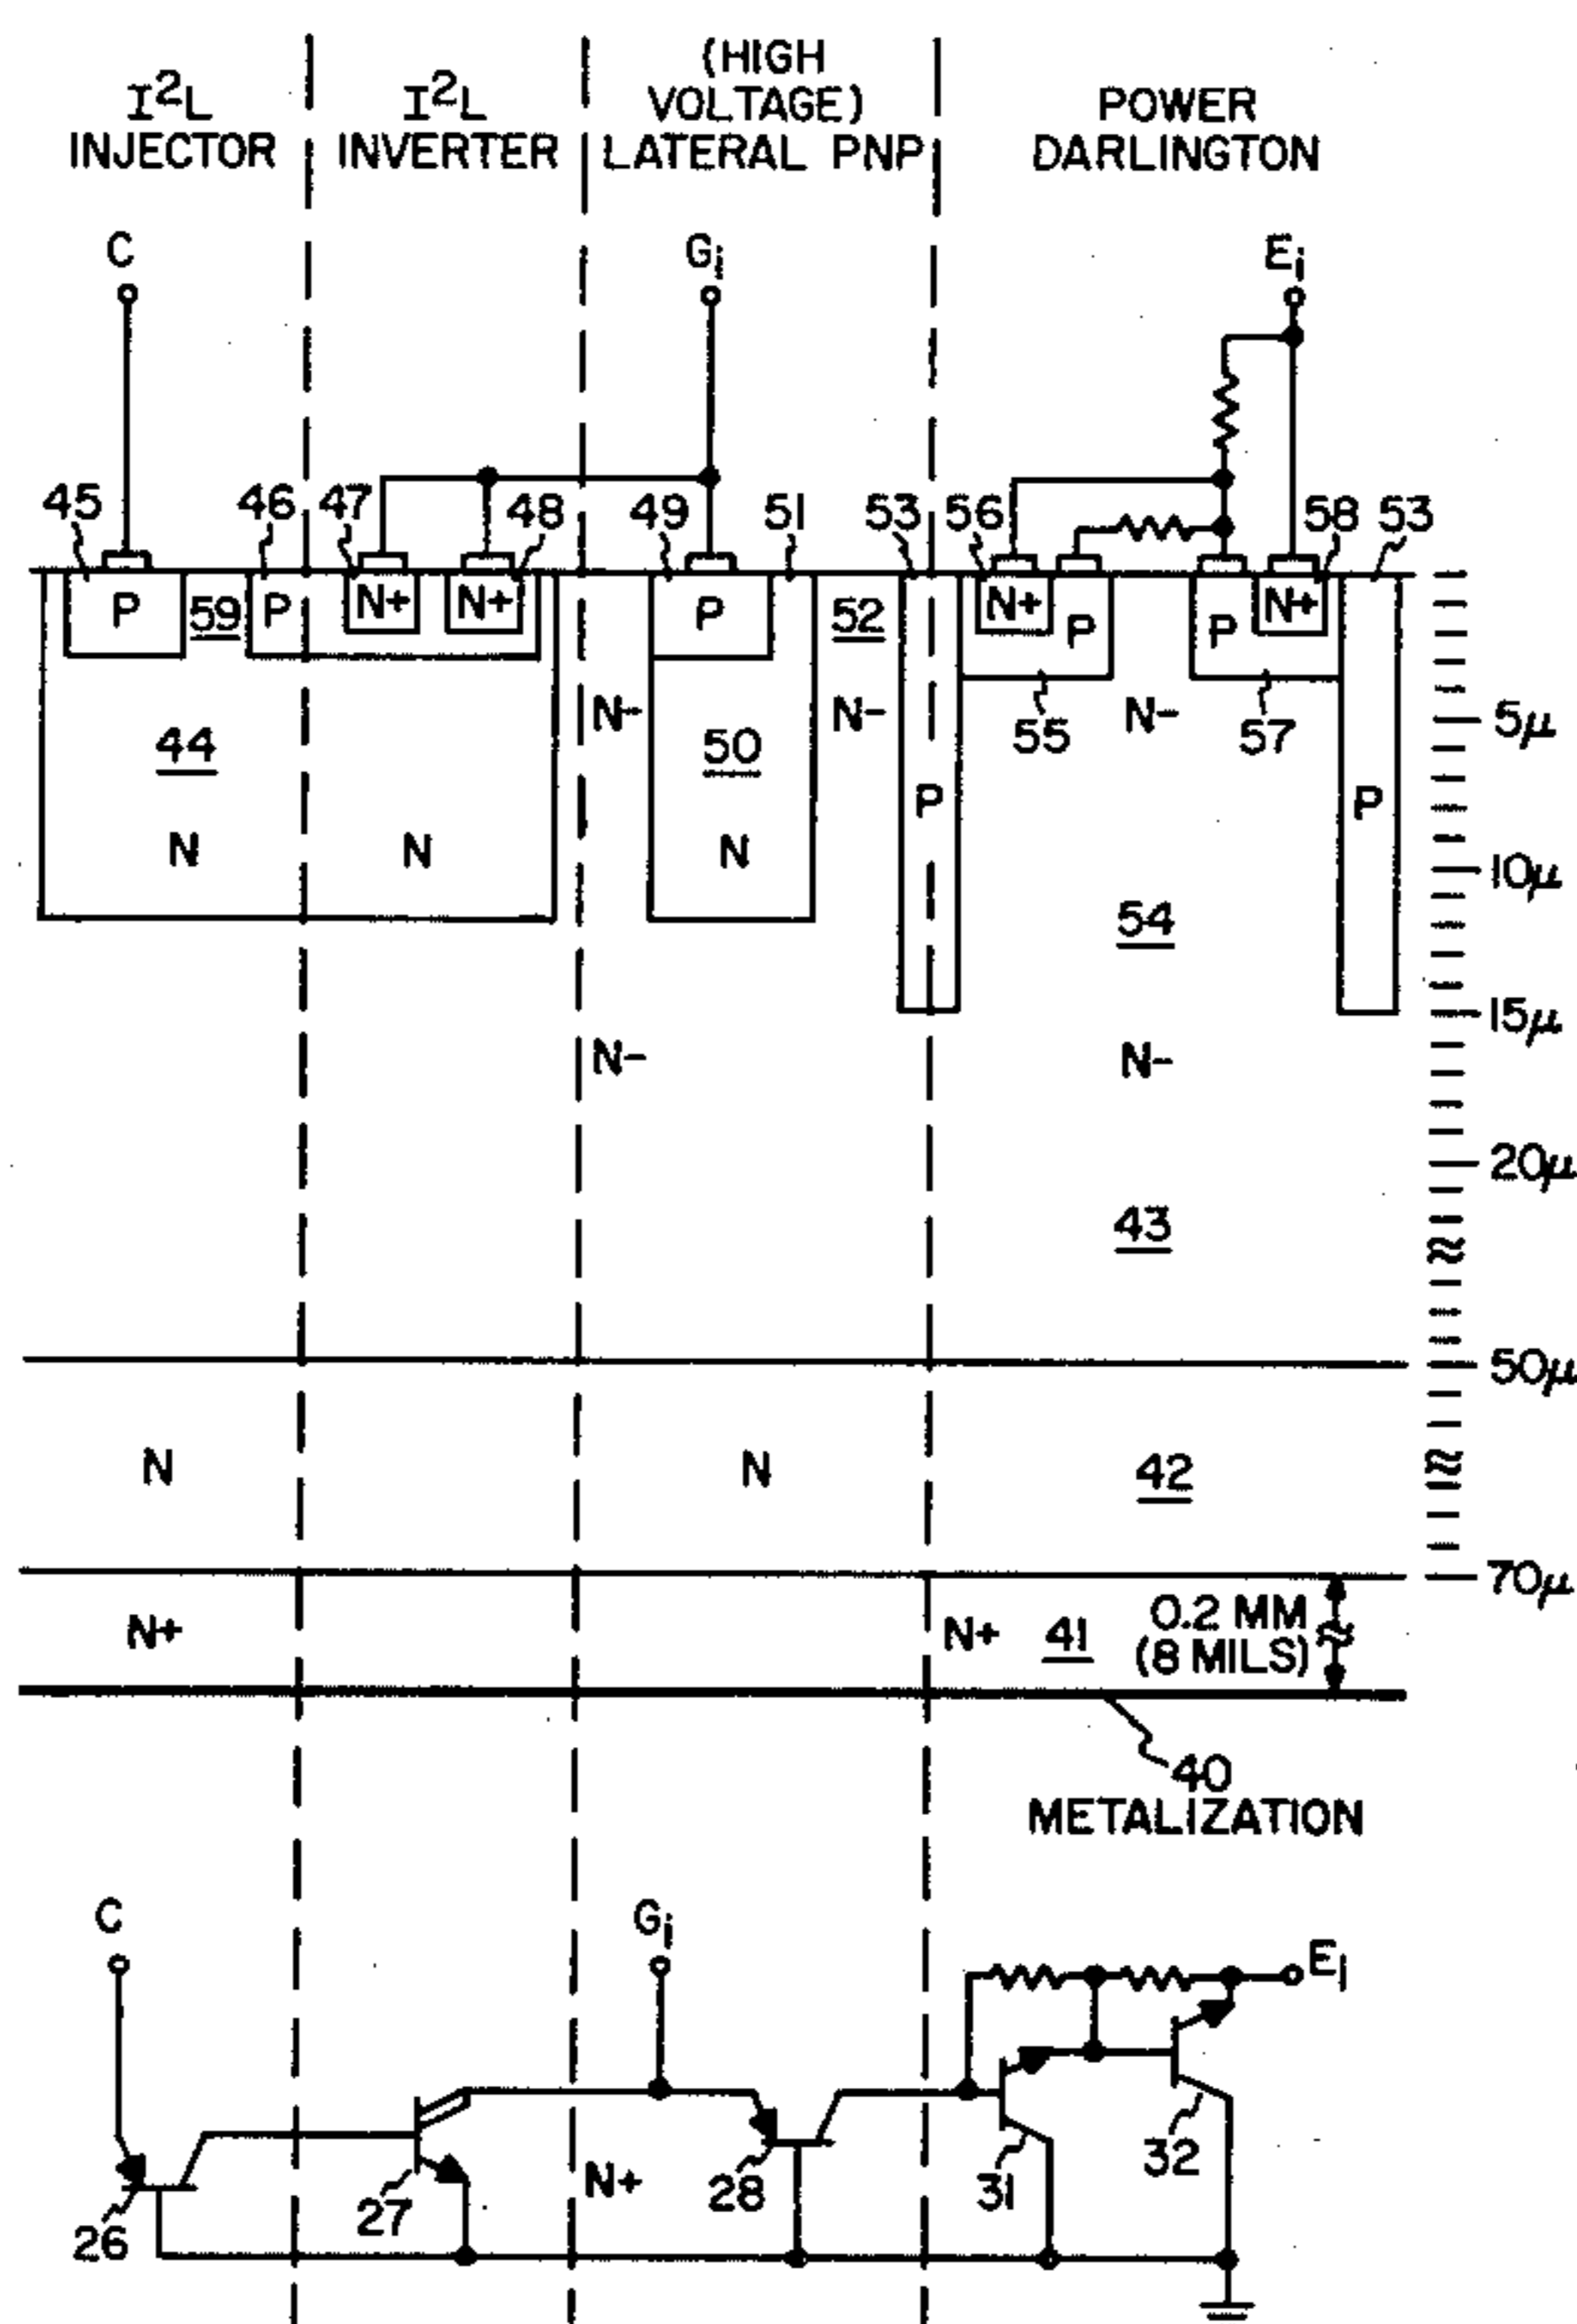 I²L
INJECTOR
I²L
INVERTER
(HIGH
VOLTAGE)
LATERAL PNP
POWER
DARLINGTON
C
Gi
Ei
45
46
47
48
49
51
53
56
58
53
P
59
P
N+
N+
P
52
N+
P
P
N+
N-
N-
N-
55
57
5μ
44
50
P
P
N
N
N
10μ
54
15μ
N-
N-
20μ
43
50μ
N
N
42
70μ
N+
N+
41
0.2 MM
(8 MILS)
40
METALIZATION
C
Gi
Ei
26
27
N+
28
31
32